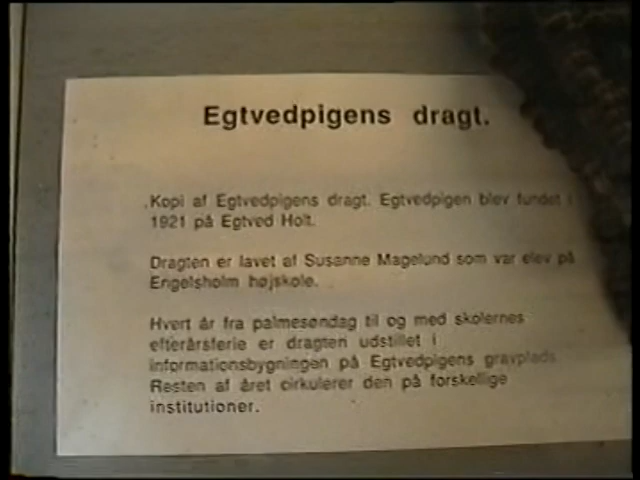 Egtvedpigens dragt.
Kopi af Egtvedpigens dragt. Egtvedpigen blev fundet i
1921 på Egtved Holt.
Dragten er lavet af Susanne Magelund som var elev på
Engelsholm højskole.
Hvert år fra palmesøndag til og med skolernes
efterårsferie er dragten udstillet i
informationsbygningen på Egtvedpigens gravplads.
Resten af året cirkulerer den på forskellige
institutioner.